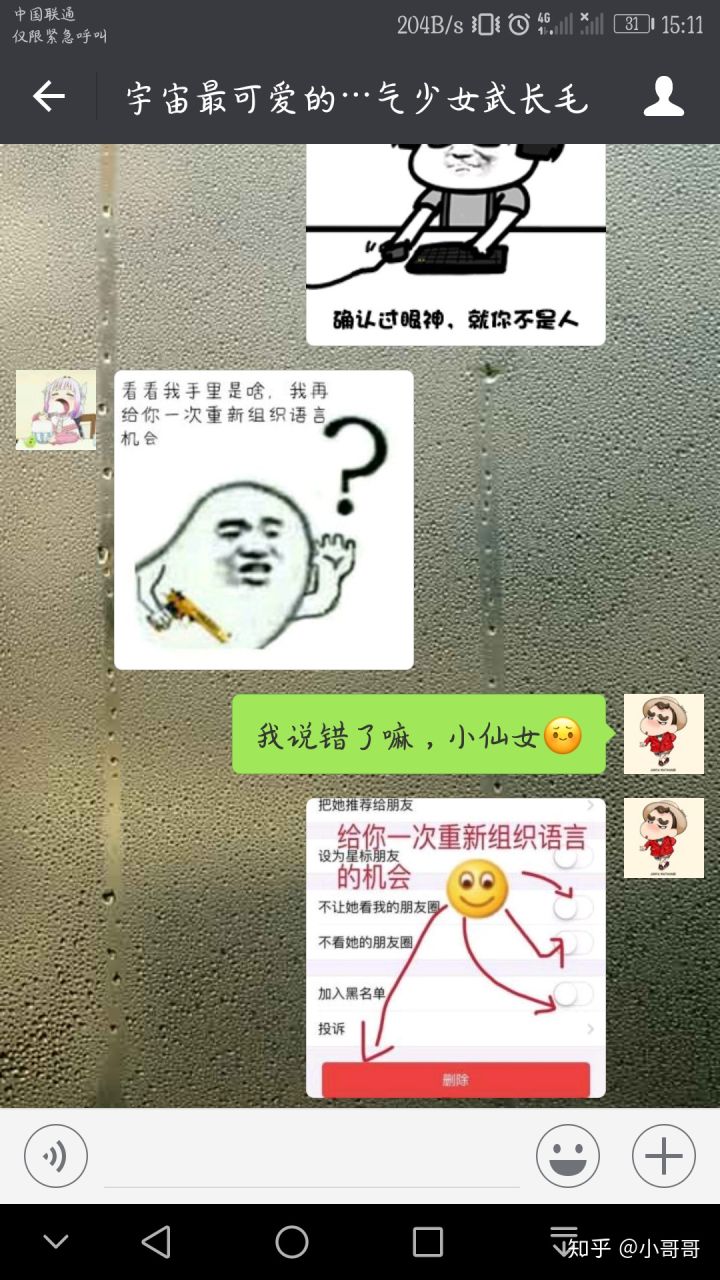 中国联通
仅限紧急呼叫
204B/s 4G 31 15:11
宇宙最可爱的…气少女武长毛
确认过眼神，就你不是人
看看我手里是啥，我再
给你一次重新组织语言
机会
?
我说错了嘛，小仙女
把她推荐给朋友
给你一次重新组织语言
设为星标朋友
的机会
不让她看我的朋友圈
不看她的朋友圈
加入黑名单
投诉
删除
知乎 @小哥哥